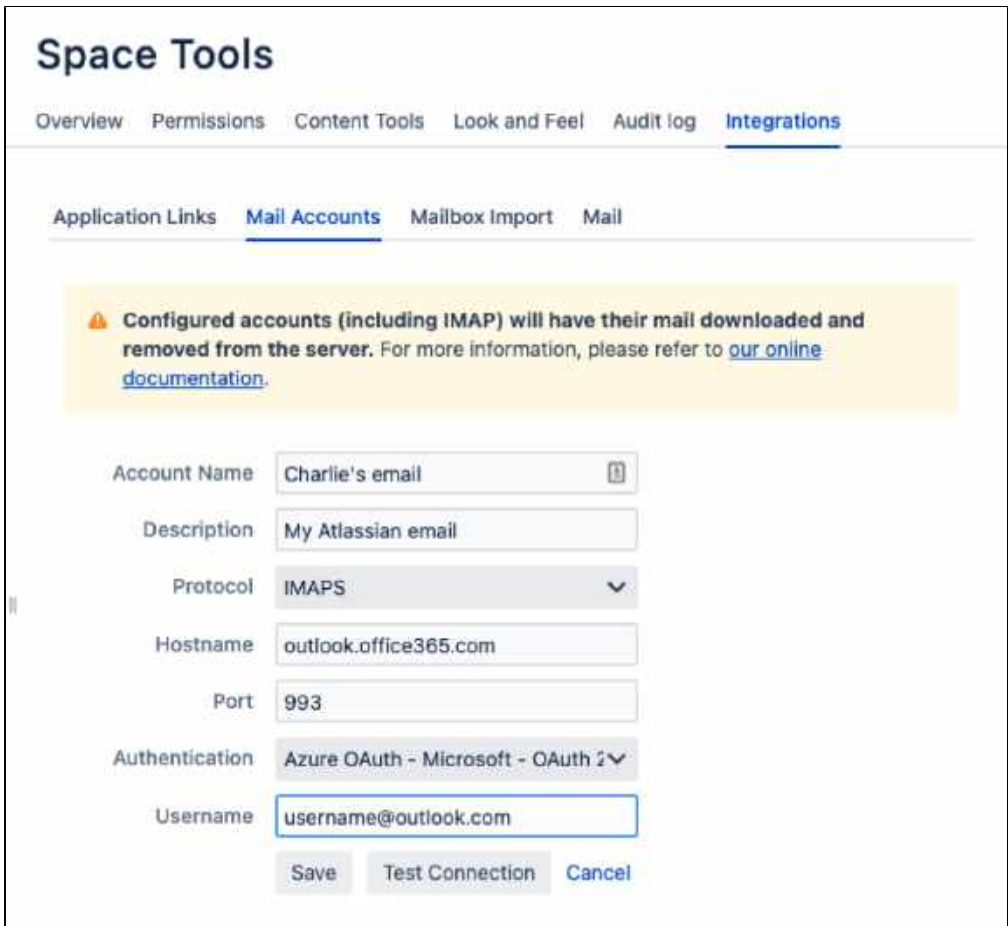 Space Tools
Overview Permissions Content Tools Look and Feel Audit log Integrations
Application Links Mail Accounts Mailbox Import Mail
Configured accounts (including IMAP) will have their mail downloaded and
removed from the server. For more information, please refer to our online
documentation.
Account Name Charlie's email
Description My Atlassian email
Protocol IMAPS
Hostname outlook.office365.com
Port 993
Authentication Azure OAuth - Microsoft - OAuth 2
Username username@outlook.com
Save Test Connection Cancel